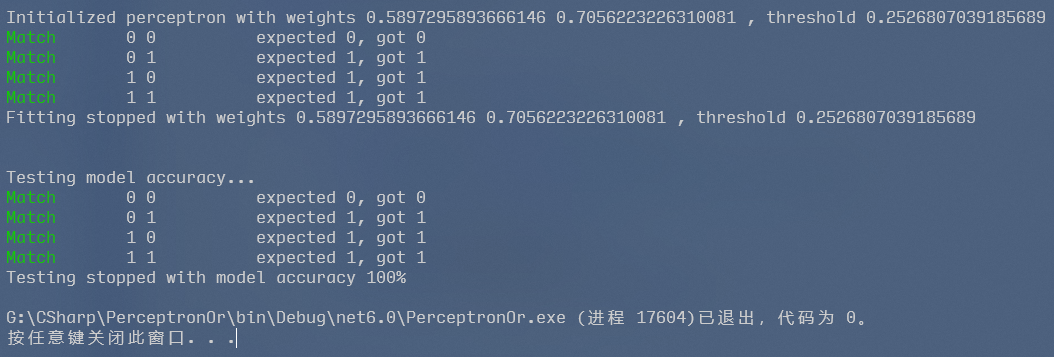 Initialized perceptron with weights 0.5897295893666146 0.7056223226310081 , threshold 0.2526807039185689
Match 0 0 expected 0, got 0
Match 0 1 expected 1, got 1
Match 1 0 expected 1, got 1
Match 1 1 expected 1, got 1
Fitting stopped with weights 0.5897295893666146 0.7056223226310081 , threshold 0.2526807039185689
Testing model accuracy...
Match 0 0 expected 0, got 0
Match 0 1 expected 1, got 1
Match 1 0 expected 1, got 1
Match 1 1 expected 1, got 1
Testing stopped with model accuracy 100%
G:\CSharp\PerceptronOr\bin\Debug\net6.0\PerceptronOr.exe (进程 17604)已退出，代码为 0。
按任意键关闭此窗口. . .